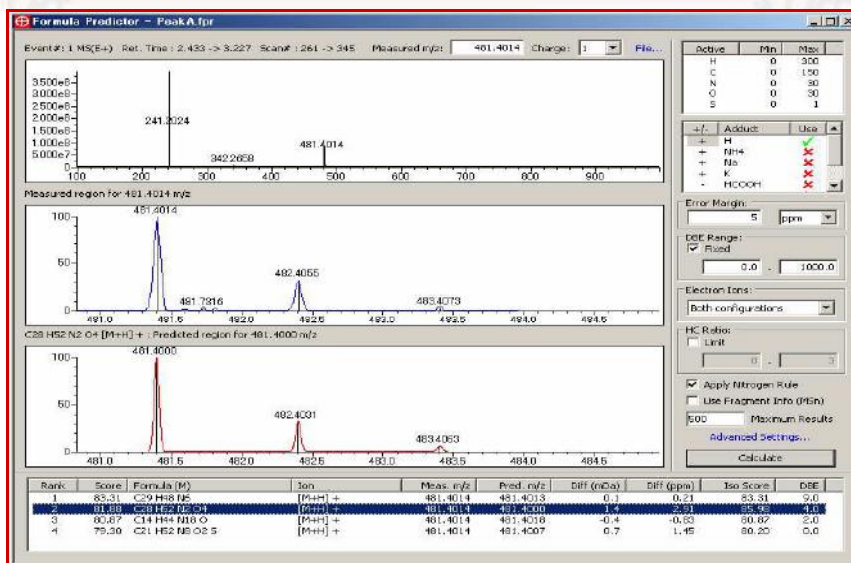 Formula Predictor - PeakA.fpr
Event#: 1 MS(E+) Ret. Time : 2.433 -> 3.227 Scan# : 261 -> 345 Measured m/z: 481.4014 Charge: 1 File...
3.500e8
3.000e8
2.500e8
2.000e8
1.500e8
1.000e8
5.000e7
0
241.2024
342.2658
481.4014
100 200 300 400 500 600 700 800 900
Measured region for 481.4014 m/z
100
50
0
481.4014
481.7316
482.4055
483.4073
481.0 481.5 482.0 482.5 483.0 483.5 484.0 484.5
C28 H52 N2 O4 [M+H] + : Predicted region for 481.4000 m/z
100
50
0
481.4000
482.4031
483.4063
481.0 481.5 482.0 482.5 483.0 483.5 484.0 484.5
Active Min Max
H 0 300
C 0 150
N 0 30
O 0 30
S 0 1
+/- Adduct Use
+ H
+ NH4
+ Na
+ K
- HCOOH
Error Margin:
5 ppm
DBE Range:
Fixed
0.0 - 1000.0
Electron Ions:
Both configurations
HC Ratio:
Limit
0 - 3
Apply Nitrogen Rule
Use Fragment Info (MSn)
500 Maximum Results
Advanced Settings...
Calculate
Rank Score Formula (M) Ion Meas. m/z Pred. m/z Diff (mDa) Diff (ppm) Iso Score DBE
1 83.31 C29 H48 N6 [M+H] + 481.4014 481.4013 0.1 0.21 83.31 9.0
2 81.88 C28 H52 N2 O4 [M+H] + 481.4014 481.4000 1.4 2.91 85.98 4.0
3 80.87 C14 H44 N18 O [M+H] + 481.4014 481.4018 -0.4 -0.83 80.87 2.0
4 79.30 C21 H52 N8 O2 S [M+H] + 481.4014 481.4007 0.7 1.45 80.20 0.0